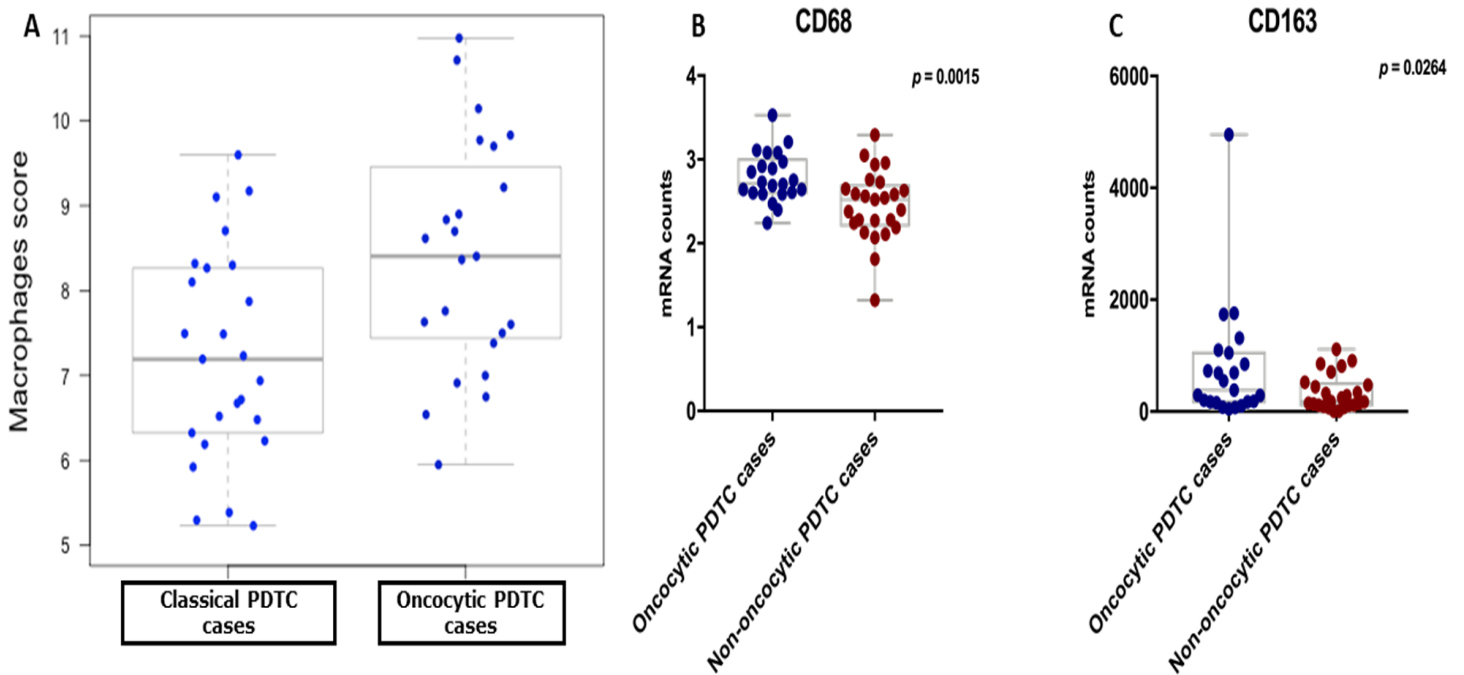 A
Macrophages score
11
10
9
8
7
6
5
Classical PDTC
cases
Oncocytic PDTC
cases
B
CD68
p = 0.0015
mRNA counts
4
3
2
1
0
Oncocytic PDTC cases
Non-oncocytic PDTC cases
C
CD163
p = 0.0264
mRNA counts
6000
4000
2000
0
Oncocytic PDTC cases
Non-oncocytic PDTC cases